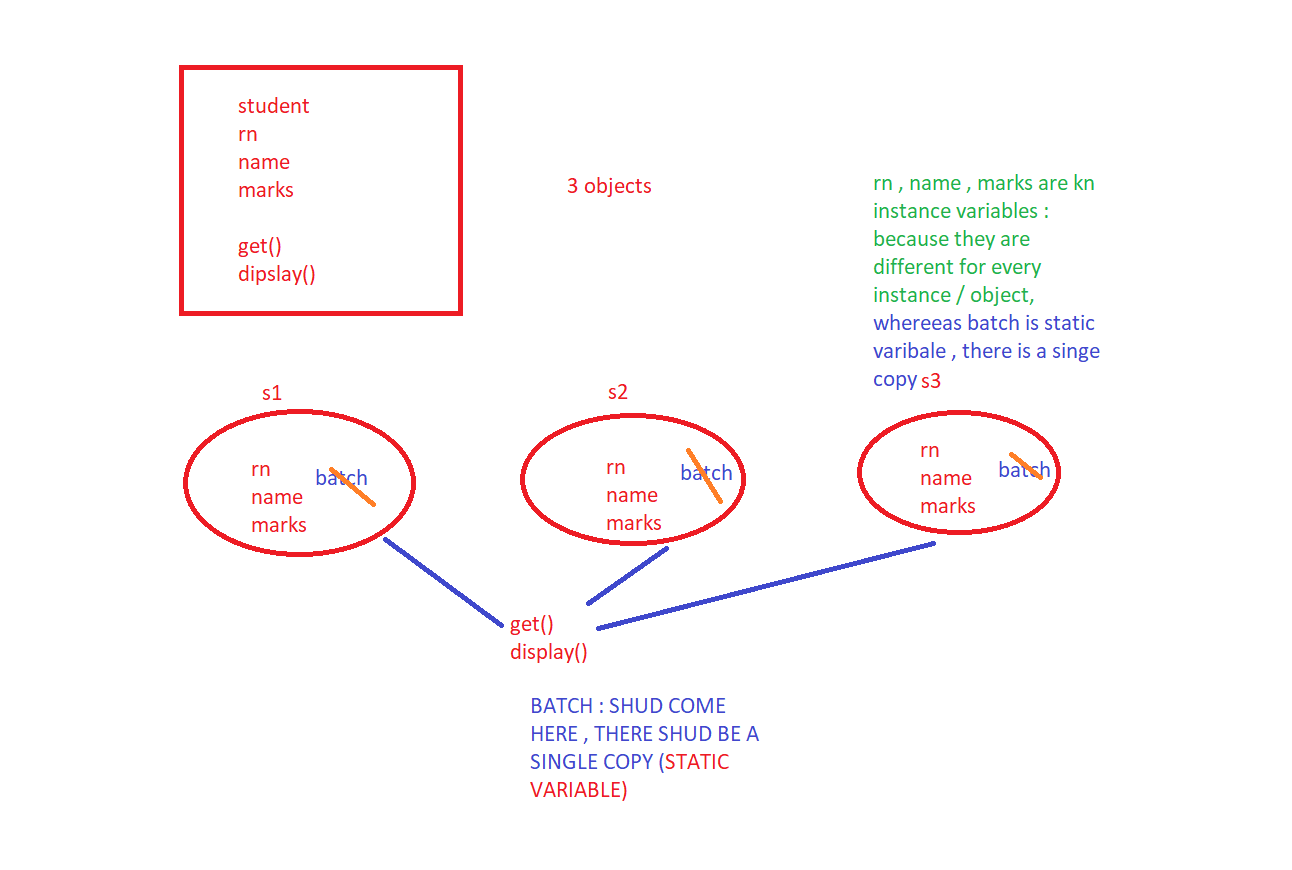 student
rn
name
marks
get()
dipslay()
3 objects
rn , name , marks are kn
instance variables :
because they are
different for every
instance / object,
whereeas batch is static
varibale , there is a singe
copy s3
s1
rn
name
marks
batch
s2
rn
name
marks
batch
rn
name
marks
batch
get()
display()
BATCH : SHUD COME
HERE , THERE SHUD BE A
SINGLE COPY (STATIC
VARIABLE)